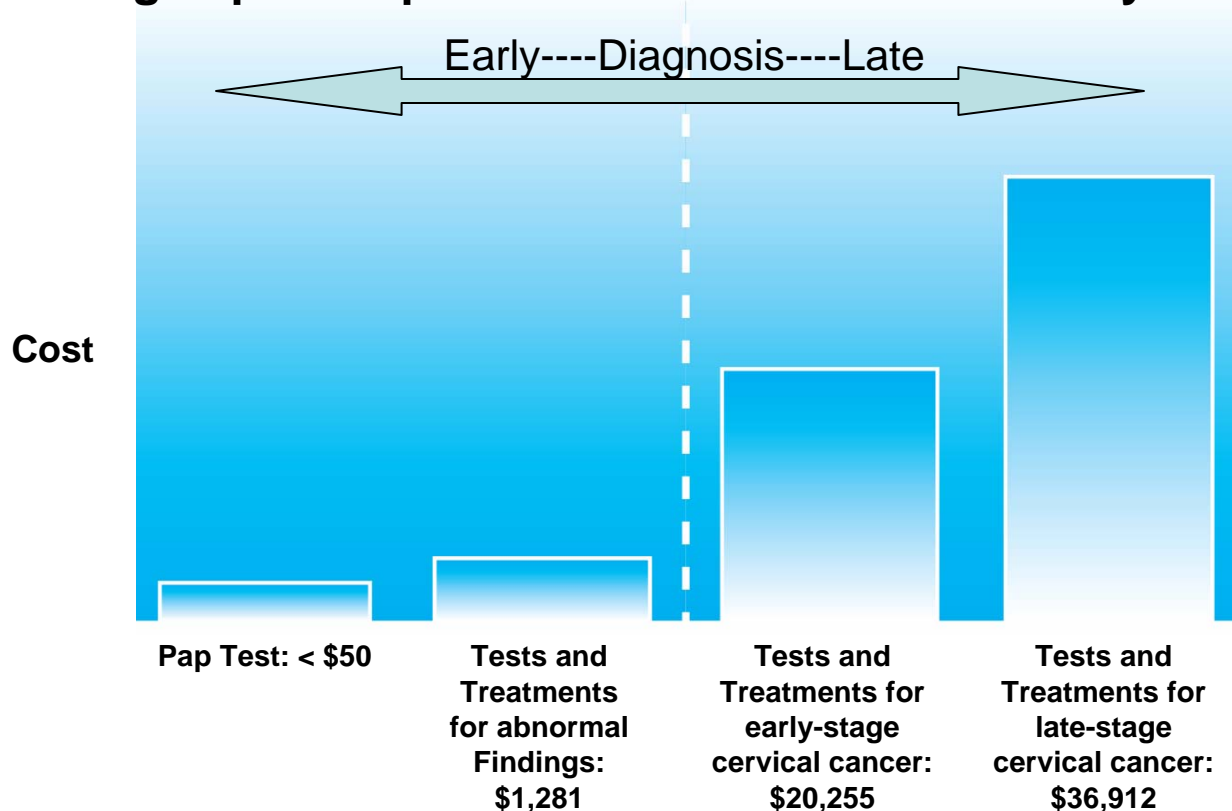 Early----Diagnosis----Late
Cost
Pap Test: < $50
Tests and
Treatments
for abnormal
Findings:
$1,281
Tests and
Treatments for
early-stage
cervical cancer:
$20,255
Tests and
Treatments for
late-stage
cervical cancer:
$36,912